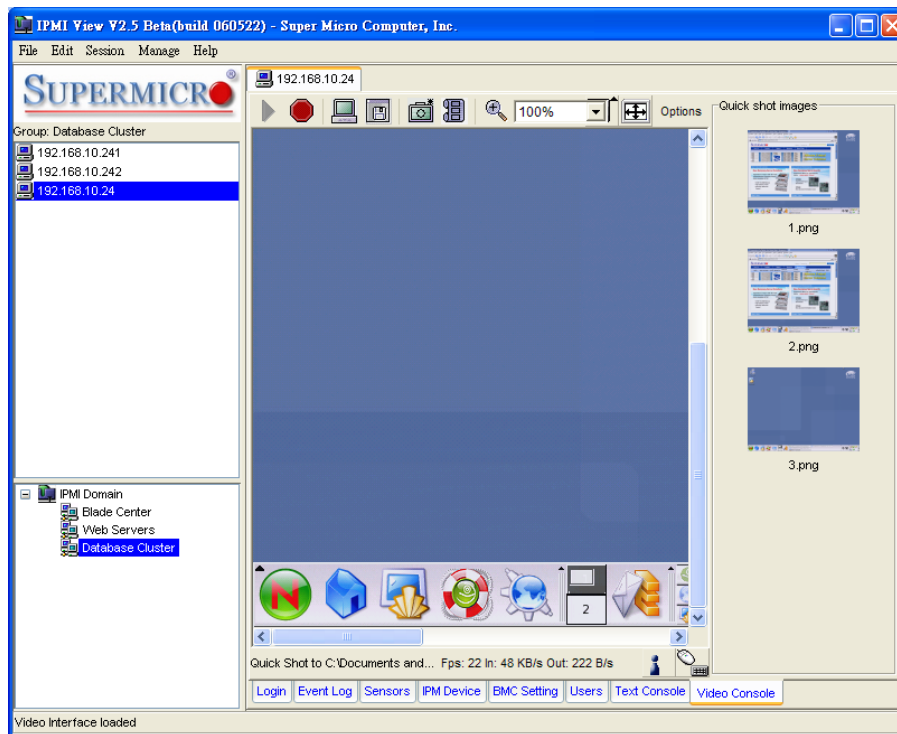 IPMI View V2.5 Beta(build 060522) - Super Micro Computer, Inc.
File Edit Session Manage Help
SUPERMICRO®
Group: Database Cluster
192.168.10.241
192.168.10.242
192.168.10.24
IPMI Domain
Blade Center
Web Servers
Database Cluster
192.168.10.24
100%
Options
N
2
Quick Shot to C:\Documents and... Fps: 22 In: 48 KB/s Out: 222 B/s
Login Event Log Sensors IPM Device BMC Setting Users Text Console Video Console
Quick shot images
1.png
2.png
3.png
Video Interface loaded